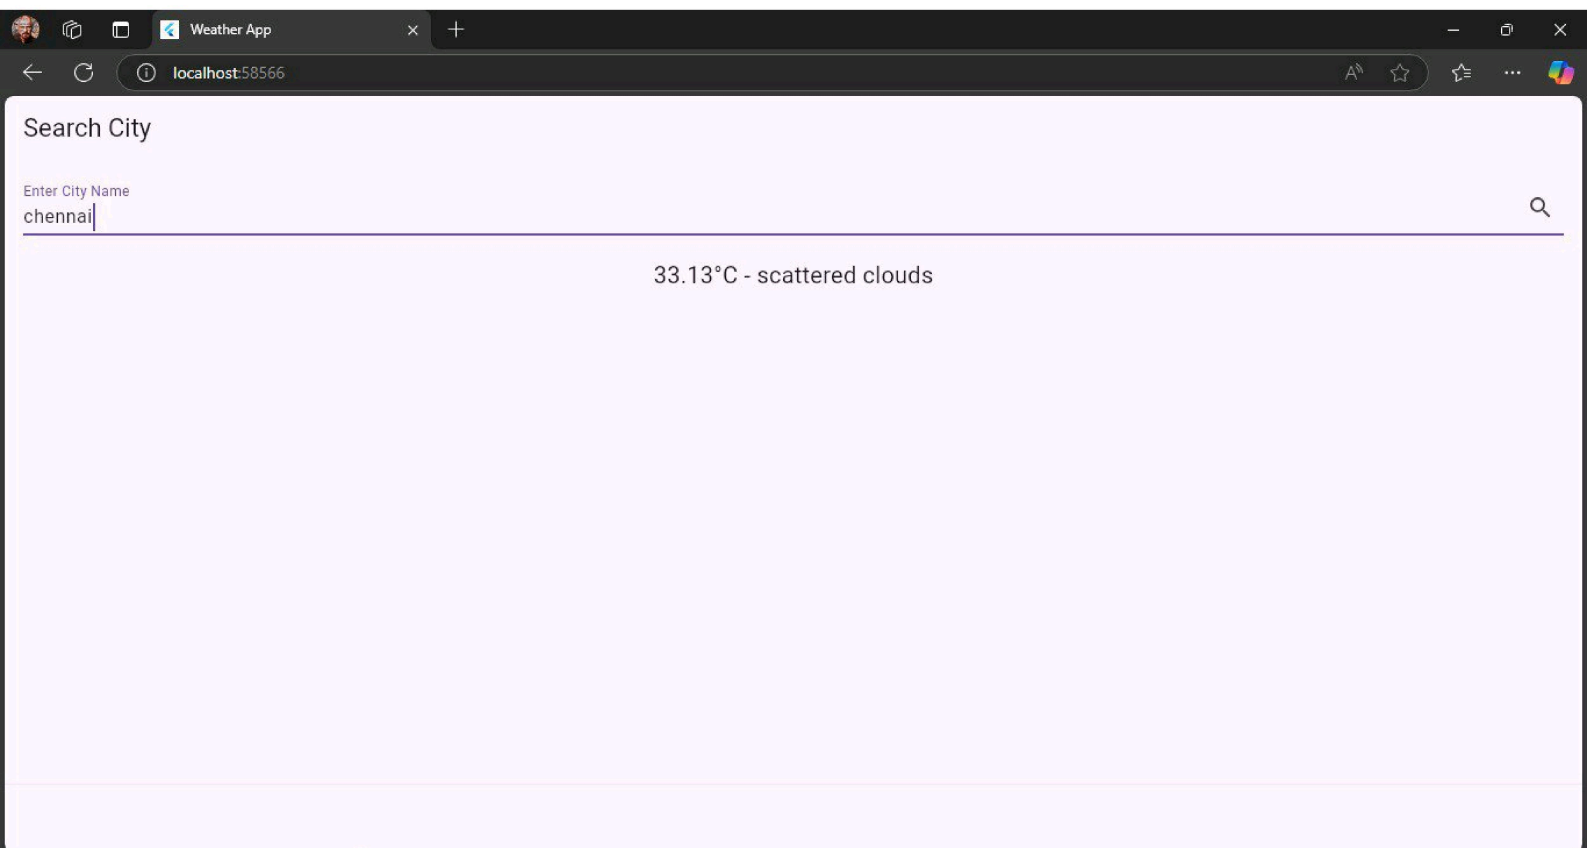 Weather App
localhost:58566
Search City
Enter City Name
chennai
33.13°C - scattered clouds